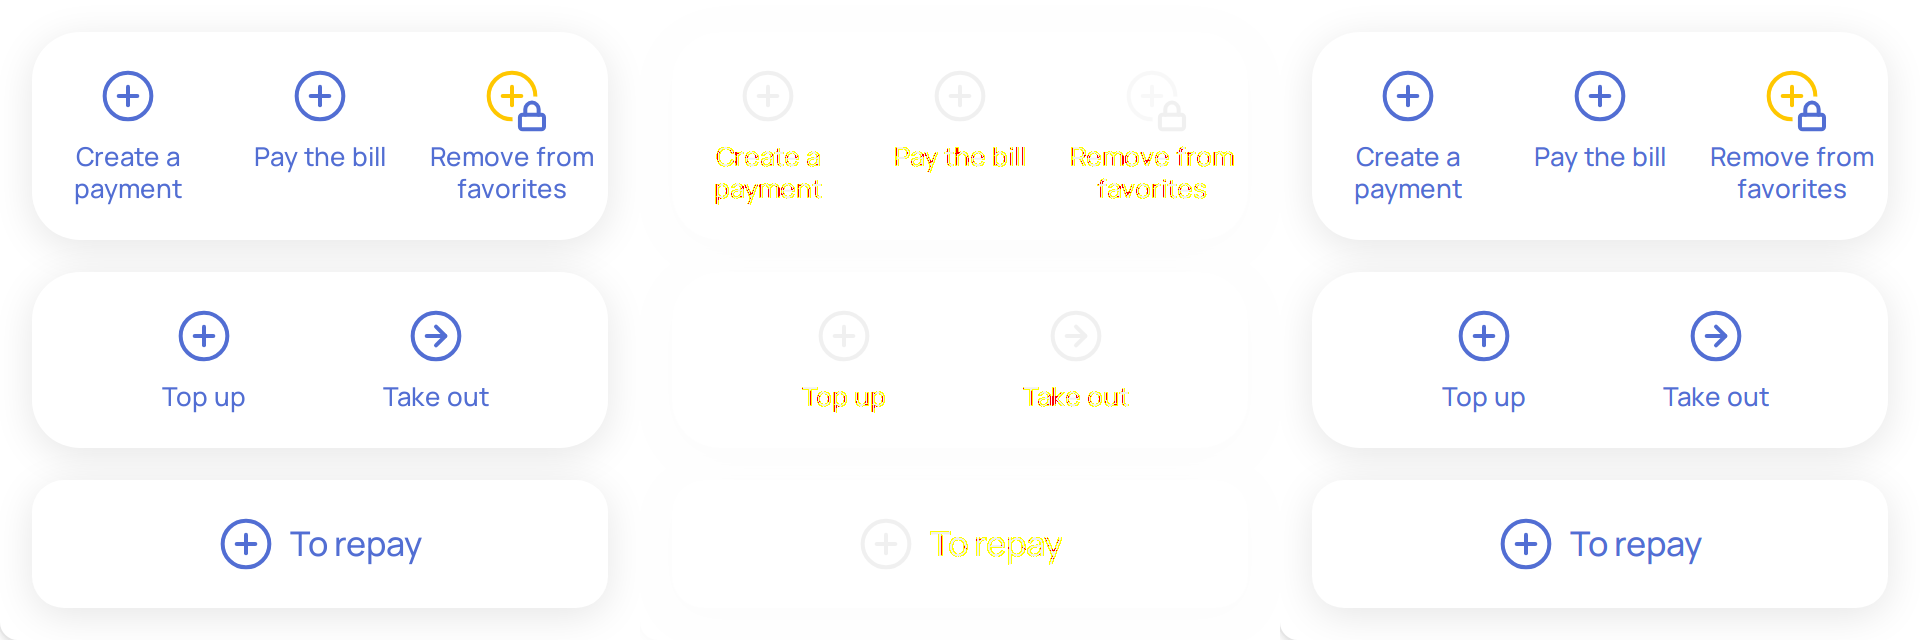 Create a
payment
Pay the bill
Remove from
favorites
Top up
Take out
To repay
Create a
payment
Pay the bill
Remove from
favorites
Top up
Take out
To repay
Create a
payment
Pay the bill
Remove from
favorites
Top up
Take out
To repay